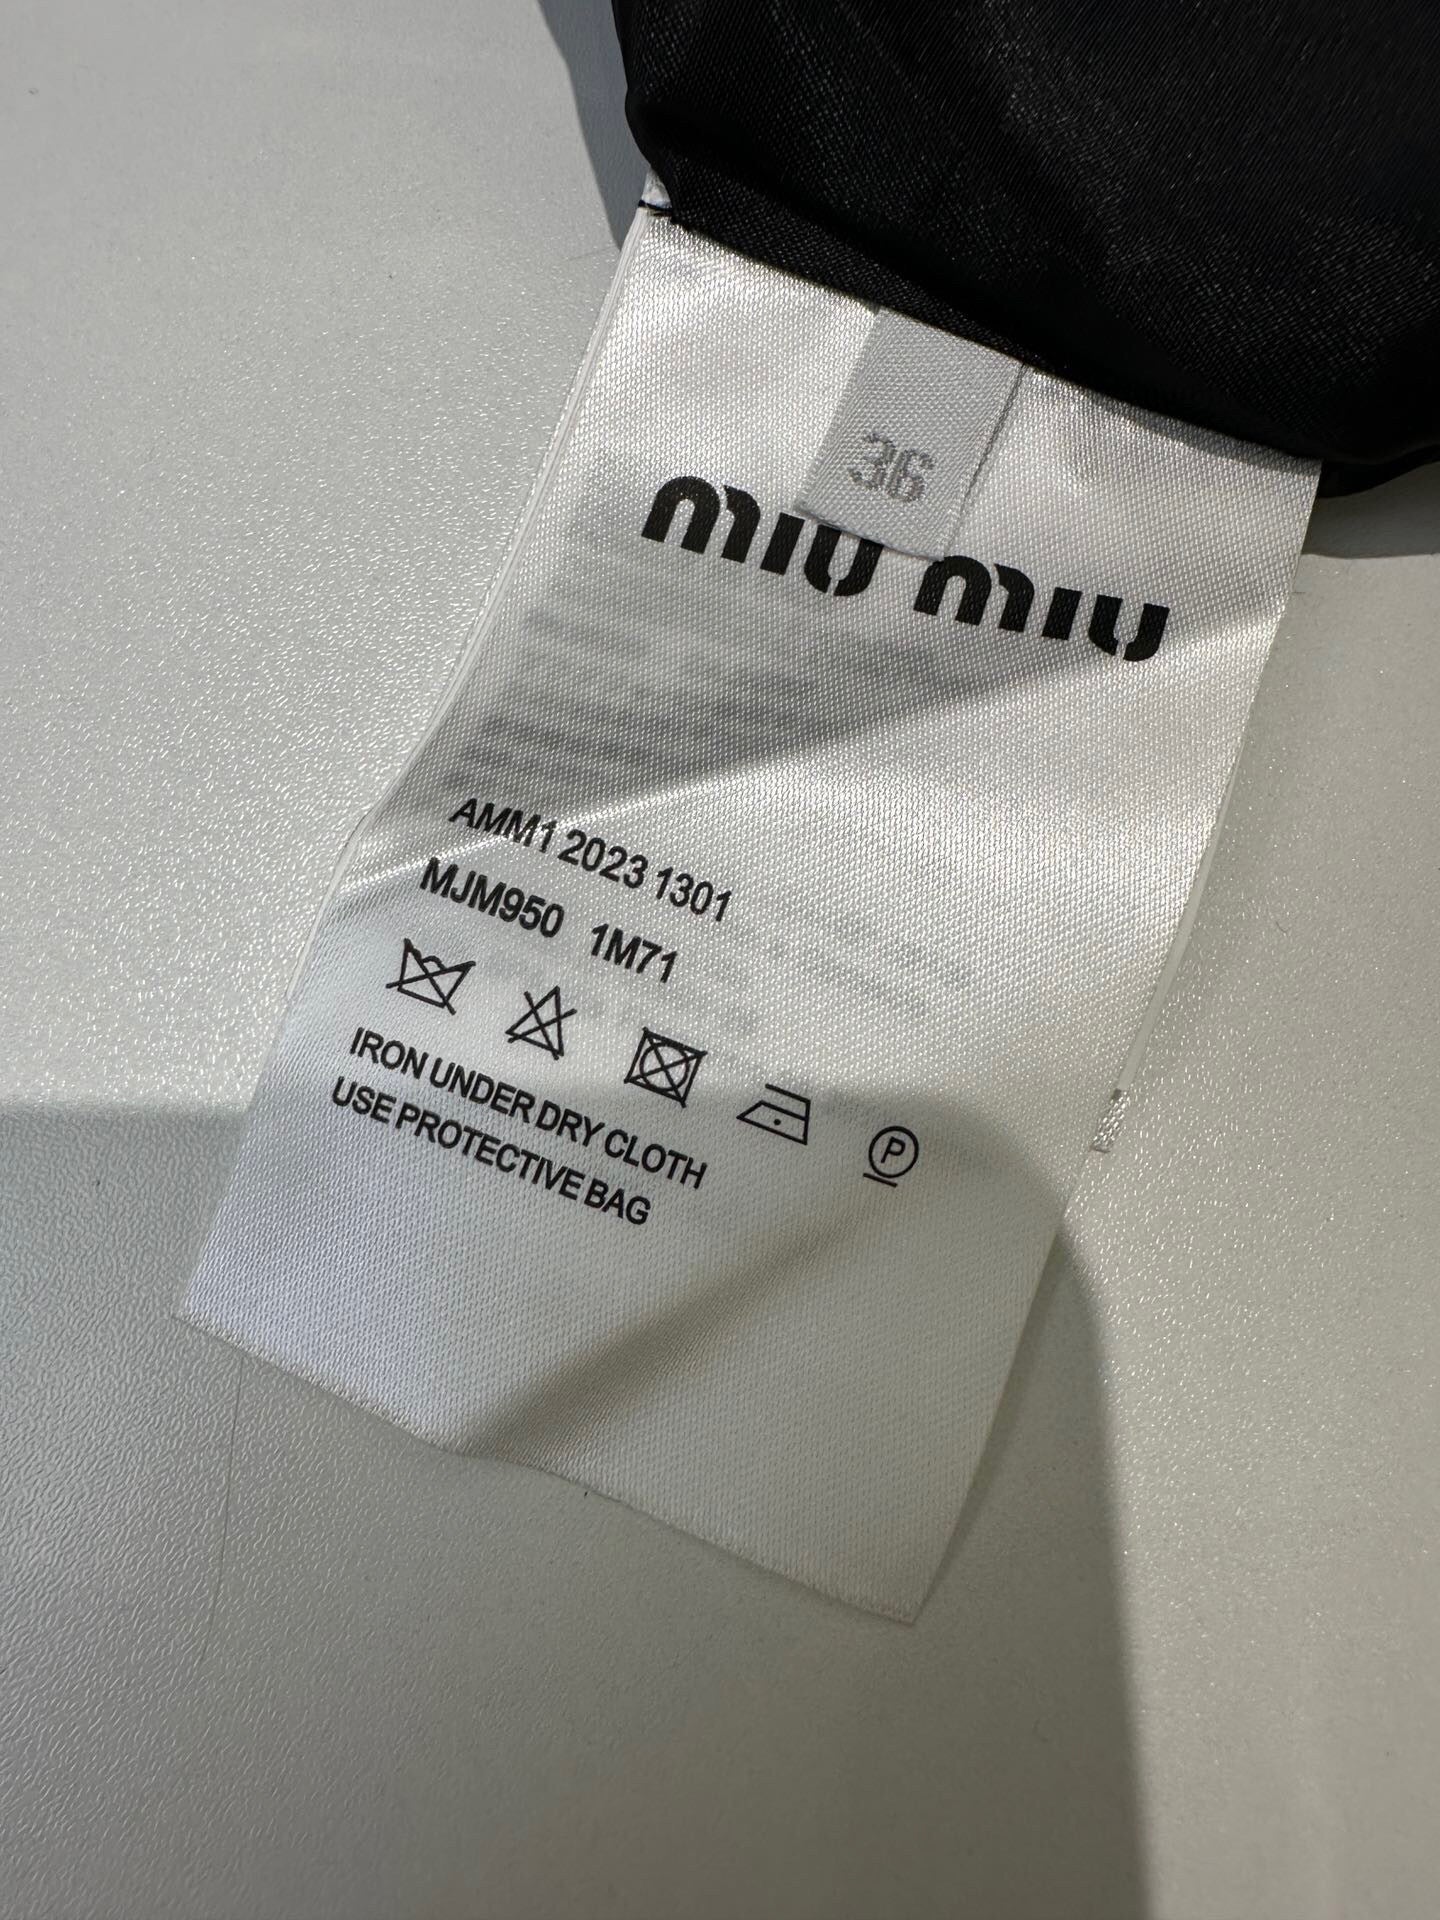 36
miu miu
AMM1 2023 1301
MJM950 1M71
P
IRON UNDER DRY CLOTH
USE PROTECTIVE BAG